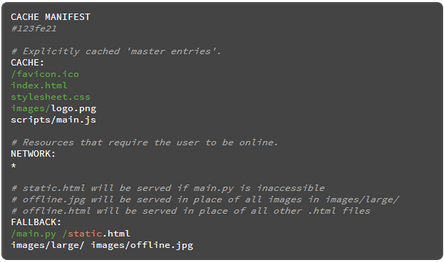 CACHE MANIFEST
#123fe21
# Explicitly cached 'master entries'.
CACHE:
/favicon.ico
index.html
stylesheet.css
images/logo.png
scripts/main.js
# Resources that require the user to be online.
NETWORK:
*
# static.html will be served if main.py is inaccessible
# offline.jpg will be served in place of all images in images/large/
# offline.html will be served in place of all other .html files
FALLBACK:
/main.py /static.html
images/large/ images/offline.jpg